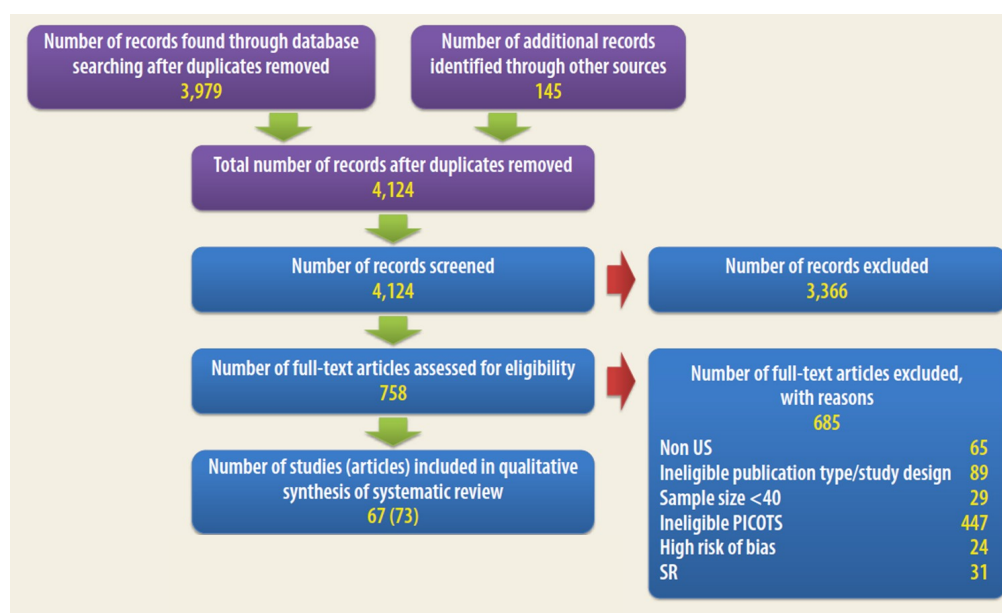 Number of records found through database
searching after duplicates removed
3,979
Number of additional records
identified through other sources
145
Total number of records after duplicates removed
4,124
Number of records screened
4,124
Number of records excluded
3,366
Number of full-text articles assessed for eligibility
758
Number of full-text articles excluded,
with reasons
685
Non US 65
Ineligible publication type/study design 89
Sample size <40 29
Ineligible PICOTS 447
High risk of bias 24
SR 31
Number of studies (articles) included in qualitative
synthesis of systematic review
67 (73)